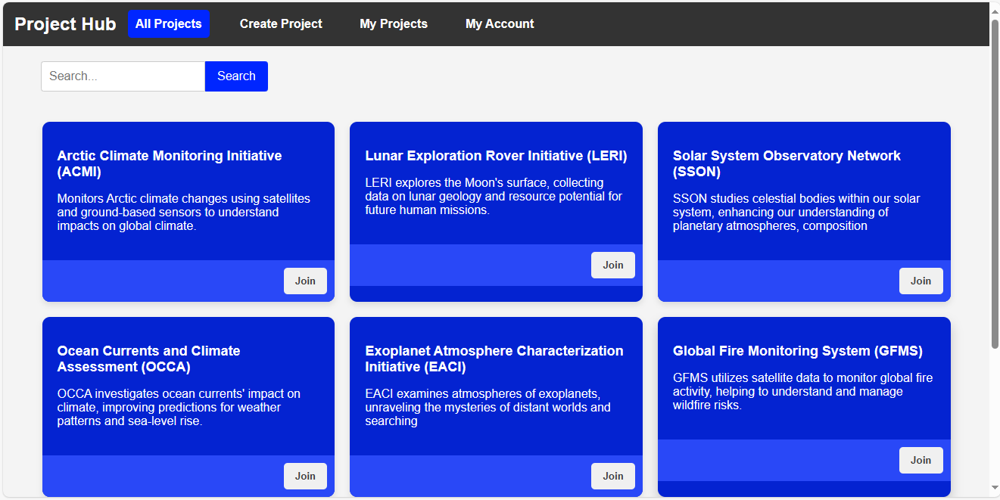 Project Hub All Projects Create Project My Projects My Account
Search... Search
Arctic Climate Monitoring Initiative
(ACMI)
Monitors Arctic climate changes using satellites
and ground-based sensors to understand
impacts on global climate.
Join
Lunar Exploration Rover Initiative (LERI)
LERI explores the Moon's surface, collecting
data on lunar geology and resource potential for
future human missions.
Join
Solar System Observatory Network
(SSON)
SSON studies celestial bodies within our solar
system, enhancing our understanding of
planetary atmospheres, composition
Join
Ocean Currents and Climate
Assessment (OCCA)
OCCA investigates ocean currents' impact on
climate, improving predictions for weather
patterns and sea-level rise.
Join
Exoplanet Atmosphere Characterization
Initiative (EACI)
EACI examines atmospheres of exoplanets,
unraveling the mysteries of distant worlds and
searching
Join
Global Fire Monitoring System (GFMS)
GFMS utilizes satellite data to monitor global fire
activity, helping to understand and manage
wildfire risks.
Join